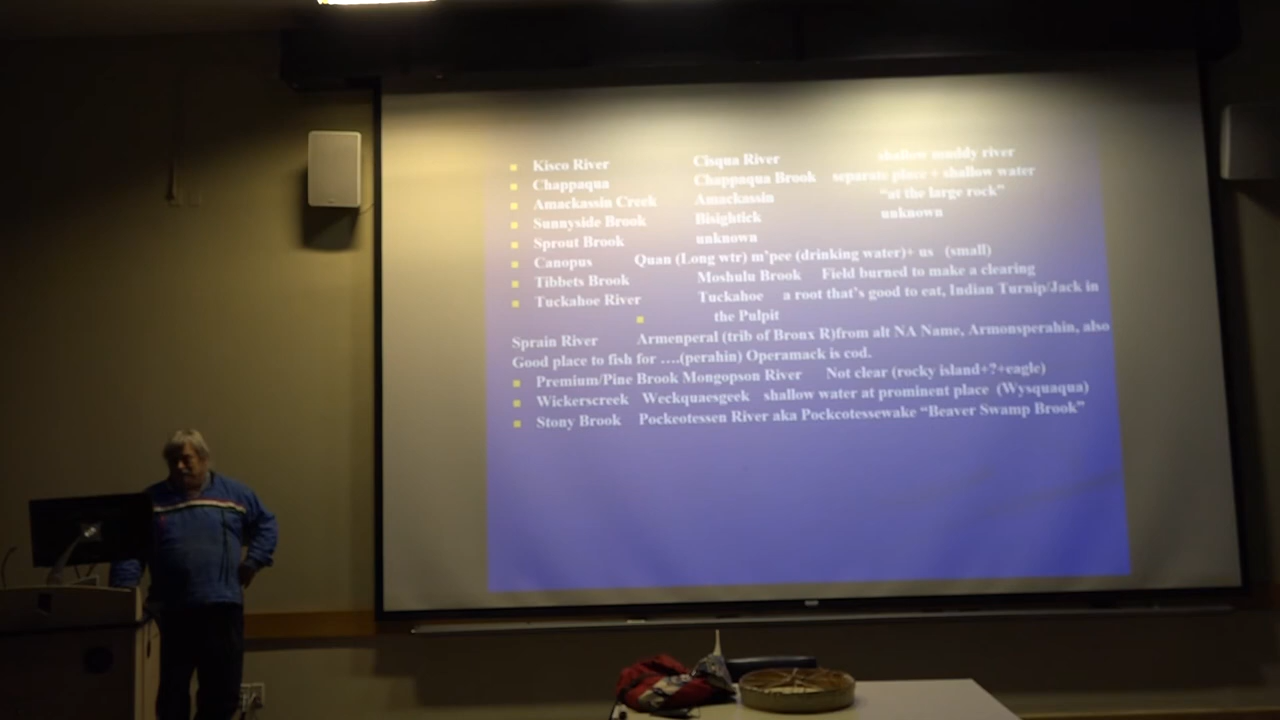 Kisco River Cisqua River shallow muddy river
Chappaqua Chappaqua Brook separate place + shallow water
Amackassin Creek Amackassin “at the large rock”
Sunnyside Brook Bisightick unknown
Sprout Brook unknown
Canopus Quan (Long wtr) m’pee (drinking water)+ us (small)
Tibbets Brook Moshulu Brook Field burned to make a clearing
Tuckahoe River Tuckahoe a root that’s good to eat, Indian Turnip/Jack in
the Pulpit
Sprain River Armenperal (trib of Bronx R)from alt NA Name, Armonsperahin, also
Good place to fish for ….(perahin) Operamack is cod.
Premium/Pine Brook Mongopson River Not clear (rocky island+?+eagle)
Wickerscreek Weckquaesgeek shallow water at prominent place (Wysquaqua)
Stony Brook Pockeotessen River aka Pockcotessewake “Beaver Swamp Brook”